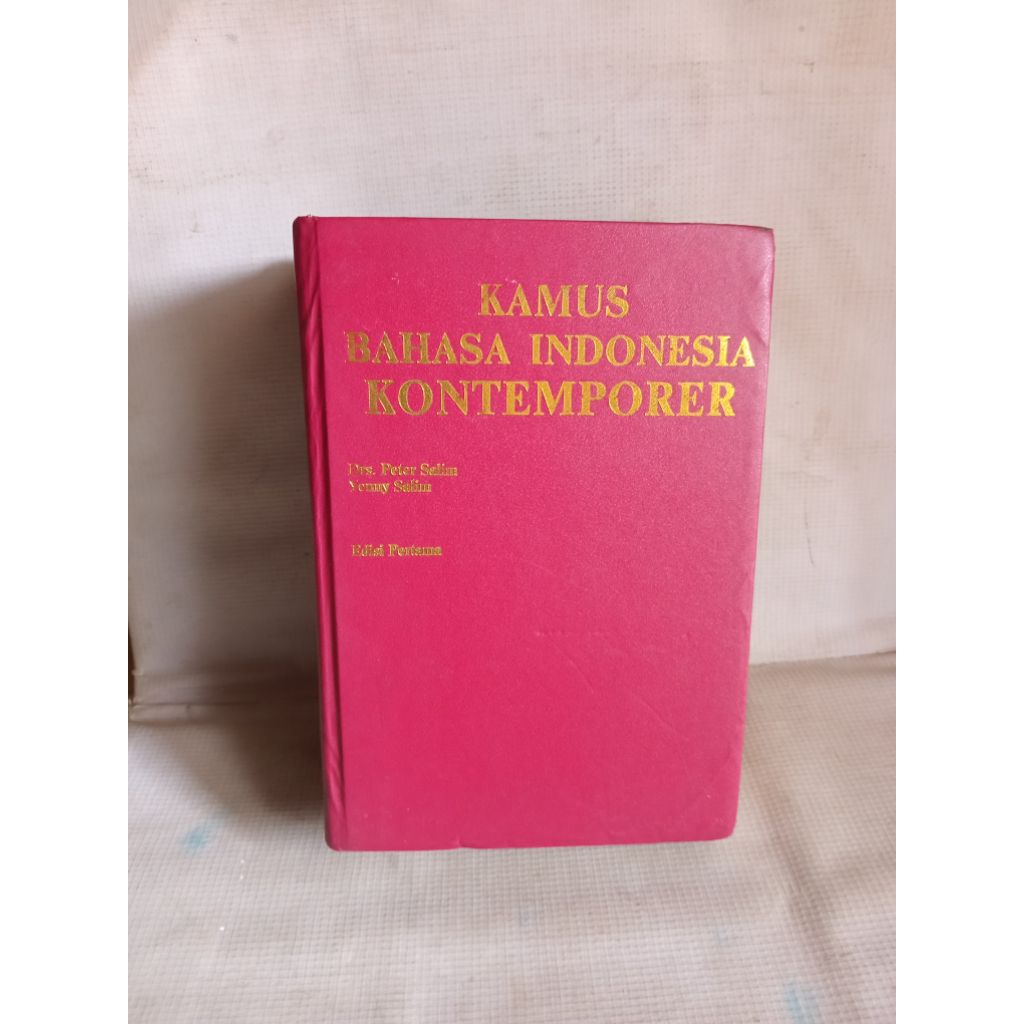 KAMUS
BAHASA INDONESIA
KONTEMPORER
Drs. Peter Salim
Yenny Salim
Edisi Pertama